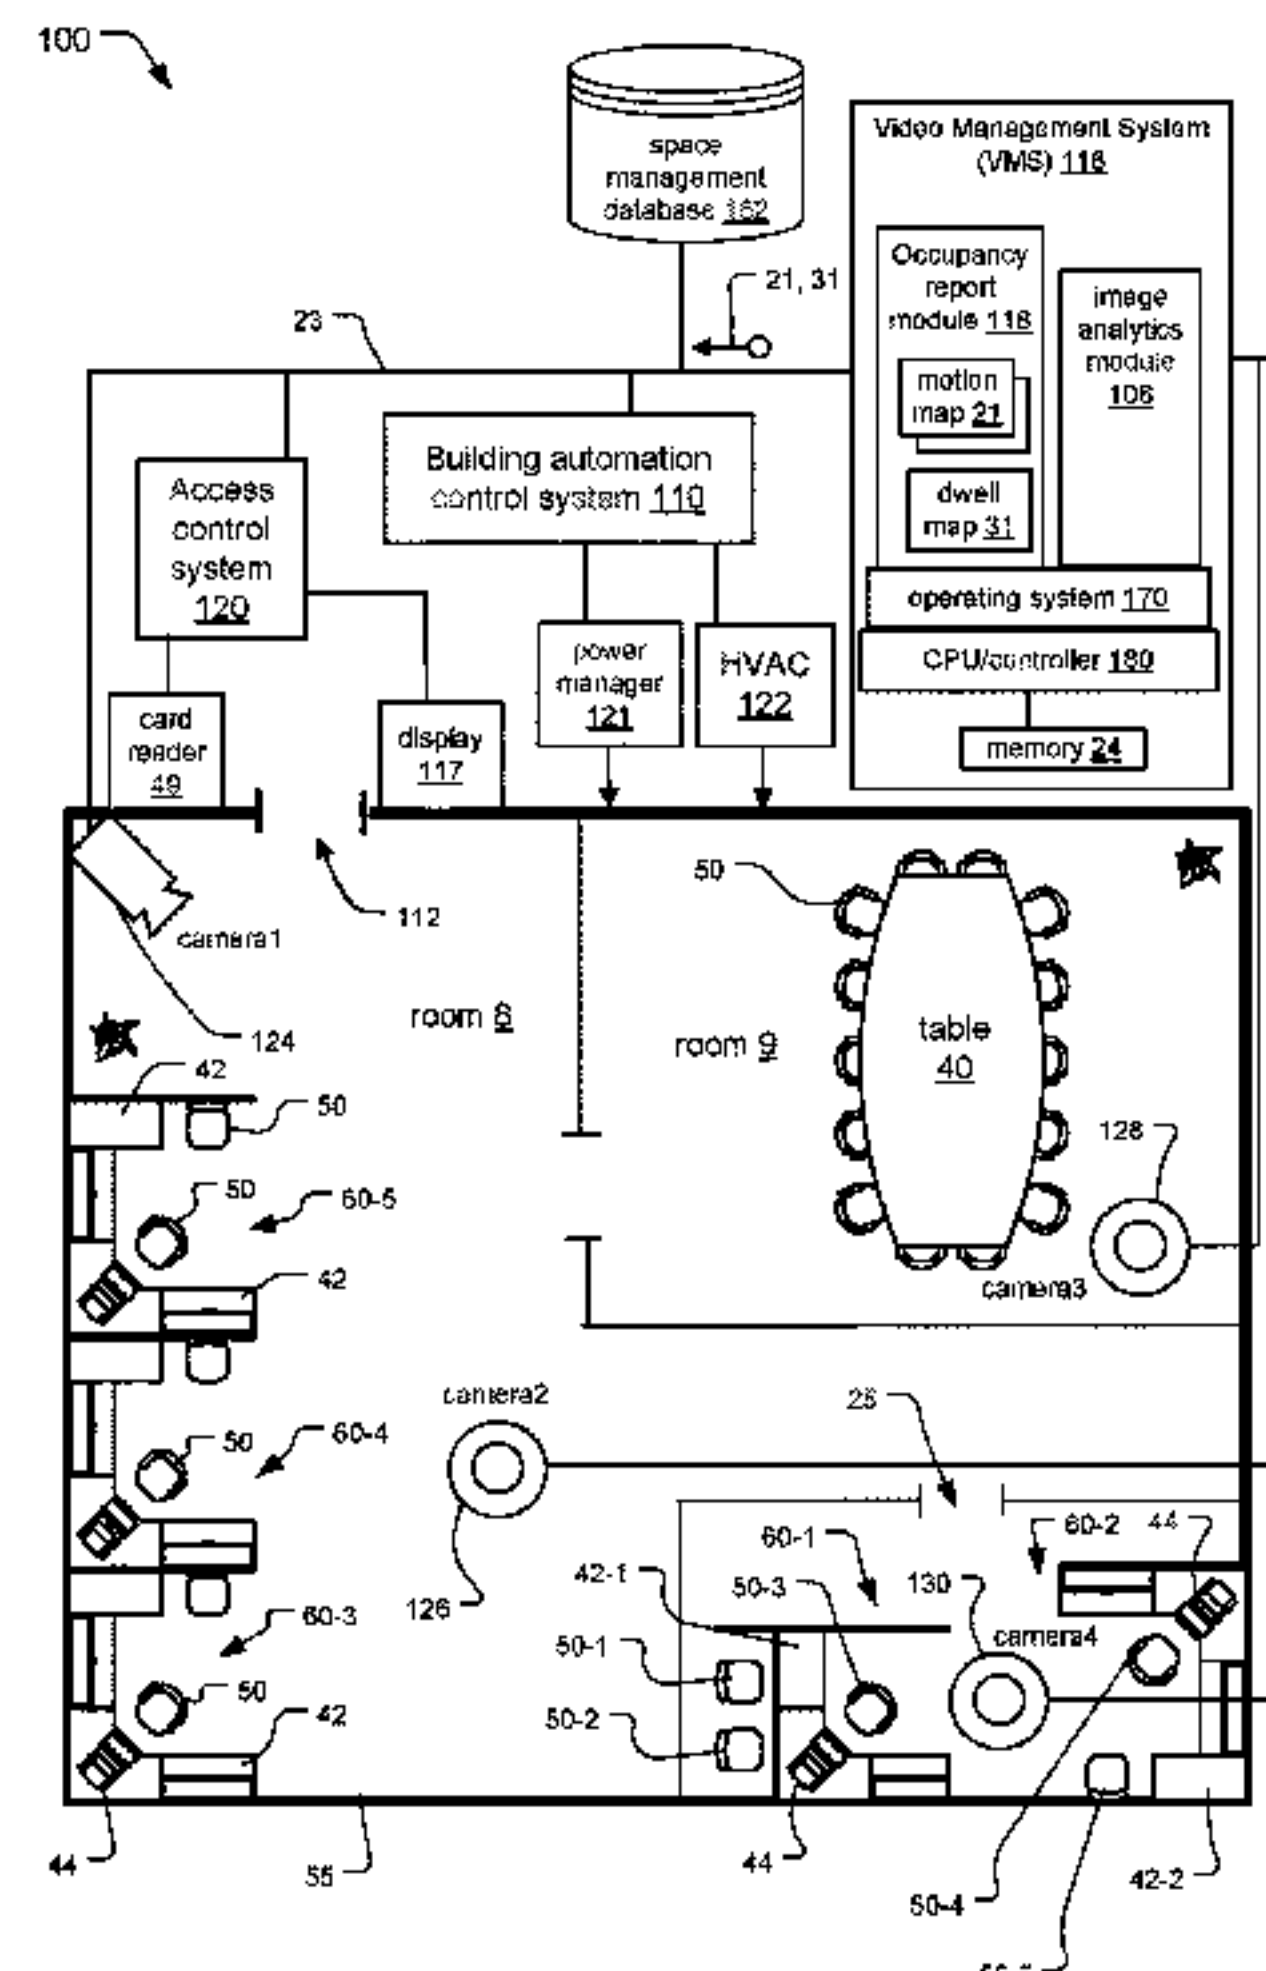 100
space
management
database 162
Video Management System
(VMS) 116
Occupancy
report
module 118
image
analytics
module
106
motion
map 21
dwell
map 31
operating system 170
CPU/controller 180
memory 24
21, 31
23
Building automation
control system 110
Access
control
system
120
power
manager
121
HVAC
122
card
reader
49
display
117
112
camera1
124
room 8
room 9
50
table
40
128
camera3
42
50
50
60-5
42
camera2
50
60-4
126
60-3
50
42
44
55
26
60-1
60-2
44
42-1
50-3
130
camera4
50-1
50-2
44
50-4
42-2